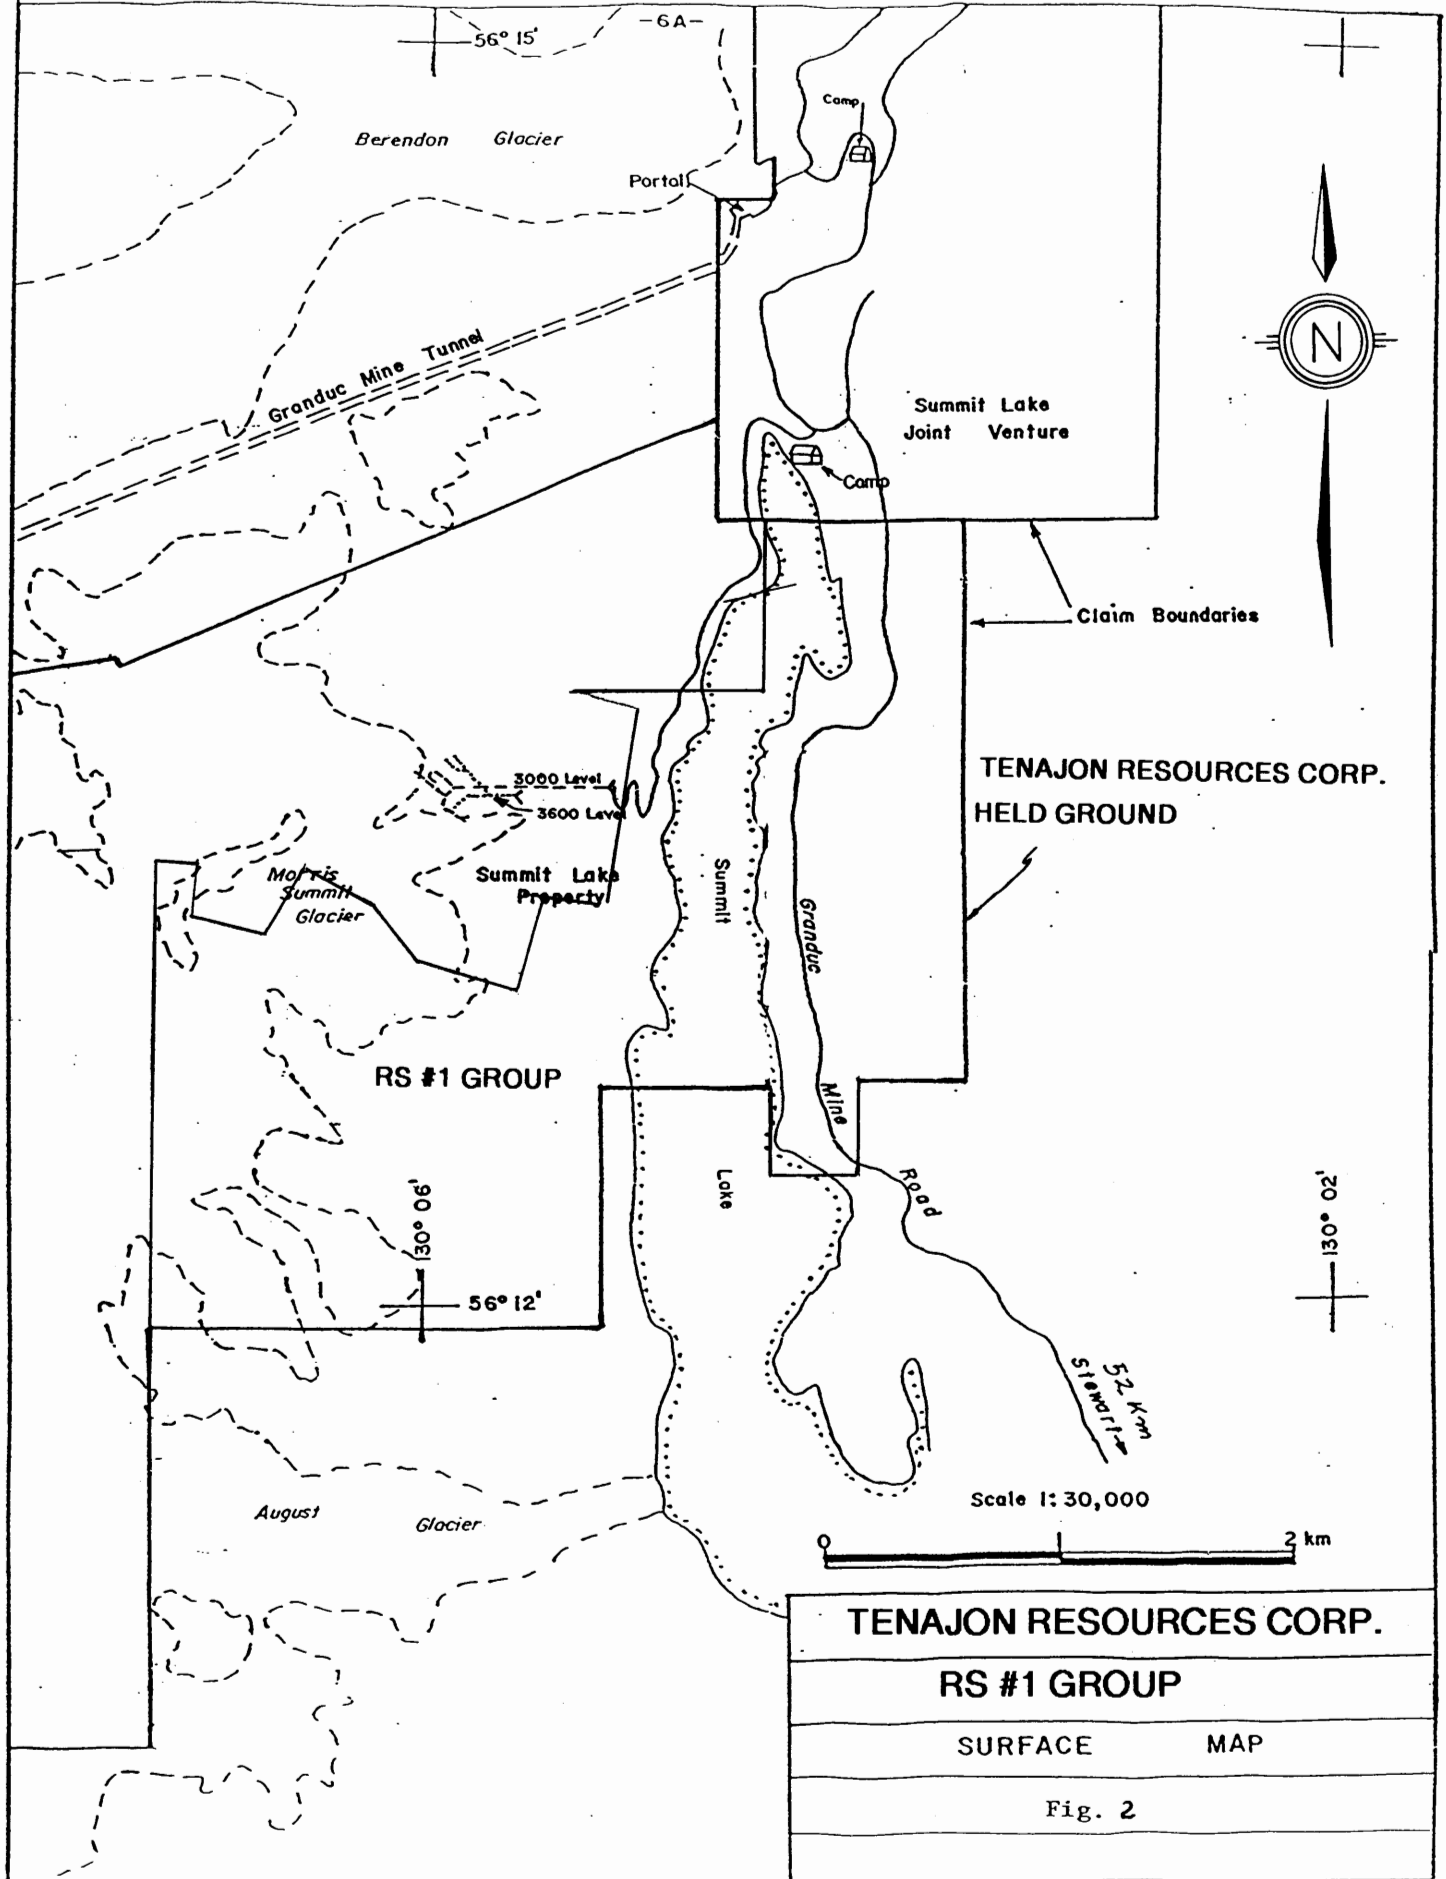 -6A-
56° 15'
Camp
Berendon Glacier
Portal
Granduc Mine Tunnel
N
Summit Lake
Joint Venture
Camp
Claim Boundaries
TENAJON RESOURCES CORP.
HELD GROUND
3000 Level
3600 Level
Summit Lake
Property
Morris
Summit
Glacier
Summit
Granduc
RS #1 GROUP
Mine
Lake
Road
130° 06'
130° 02'
56° 12'
52 Km
Stewart
August Glacier
Scale 1:30,000
0 2 km
TENAJON RESOURCES CORP.
RS #1 GROUP
SURFACE MAP
Fig. 2